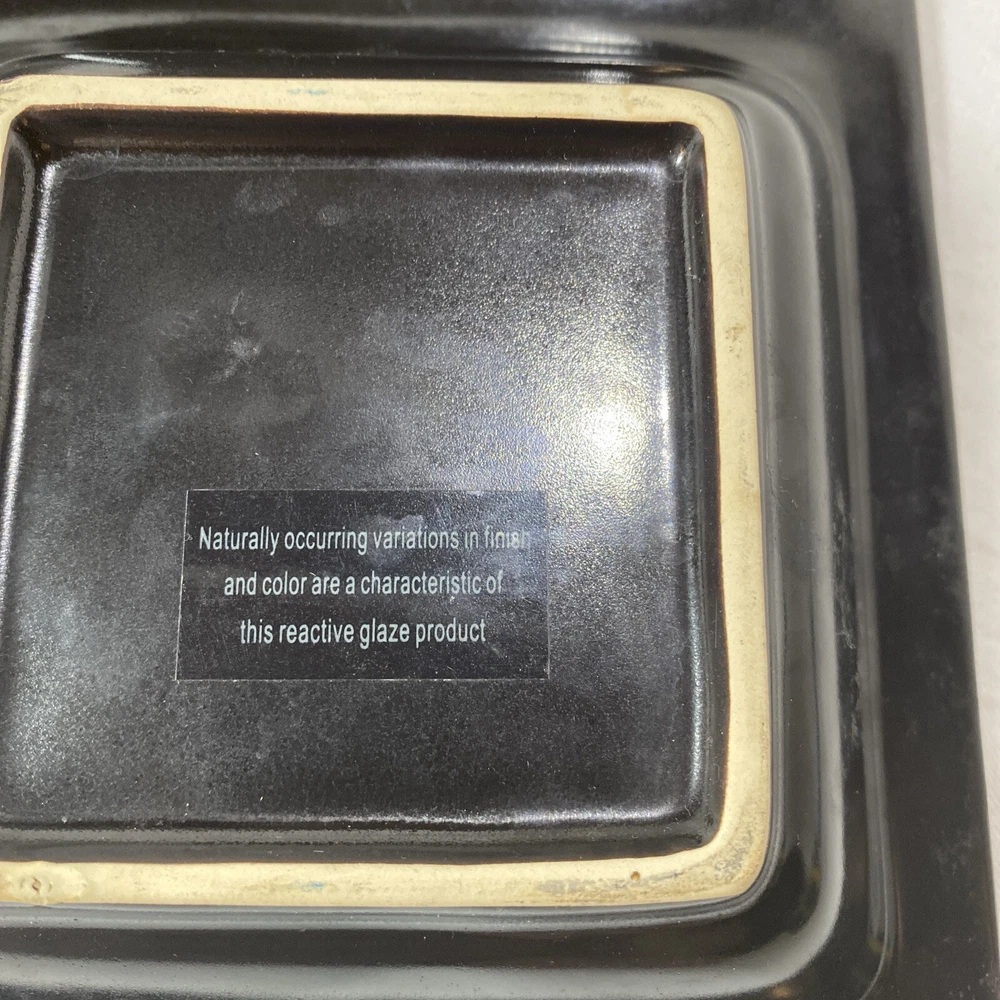 Naturally occurring variations in finish
and color are a characteristic of
this reactive glaze product